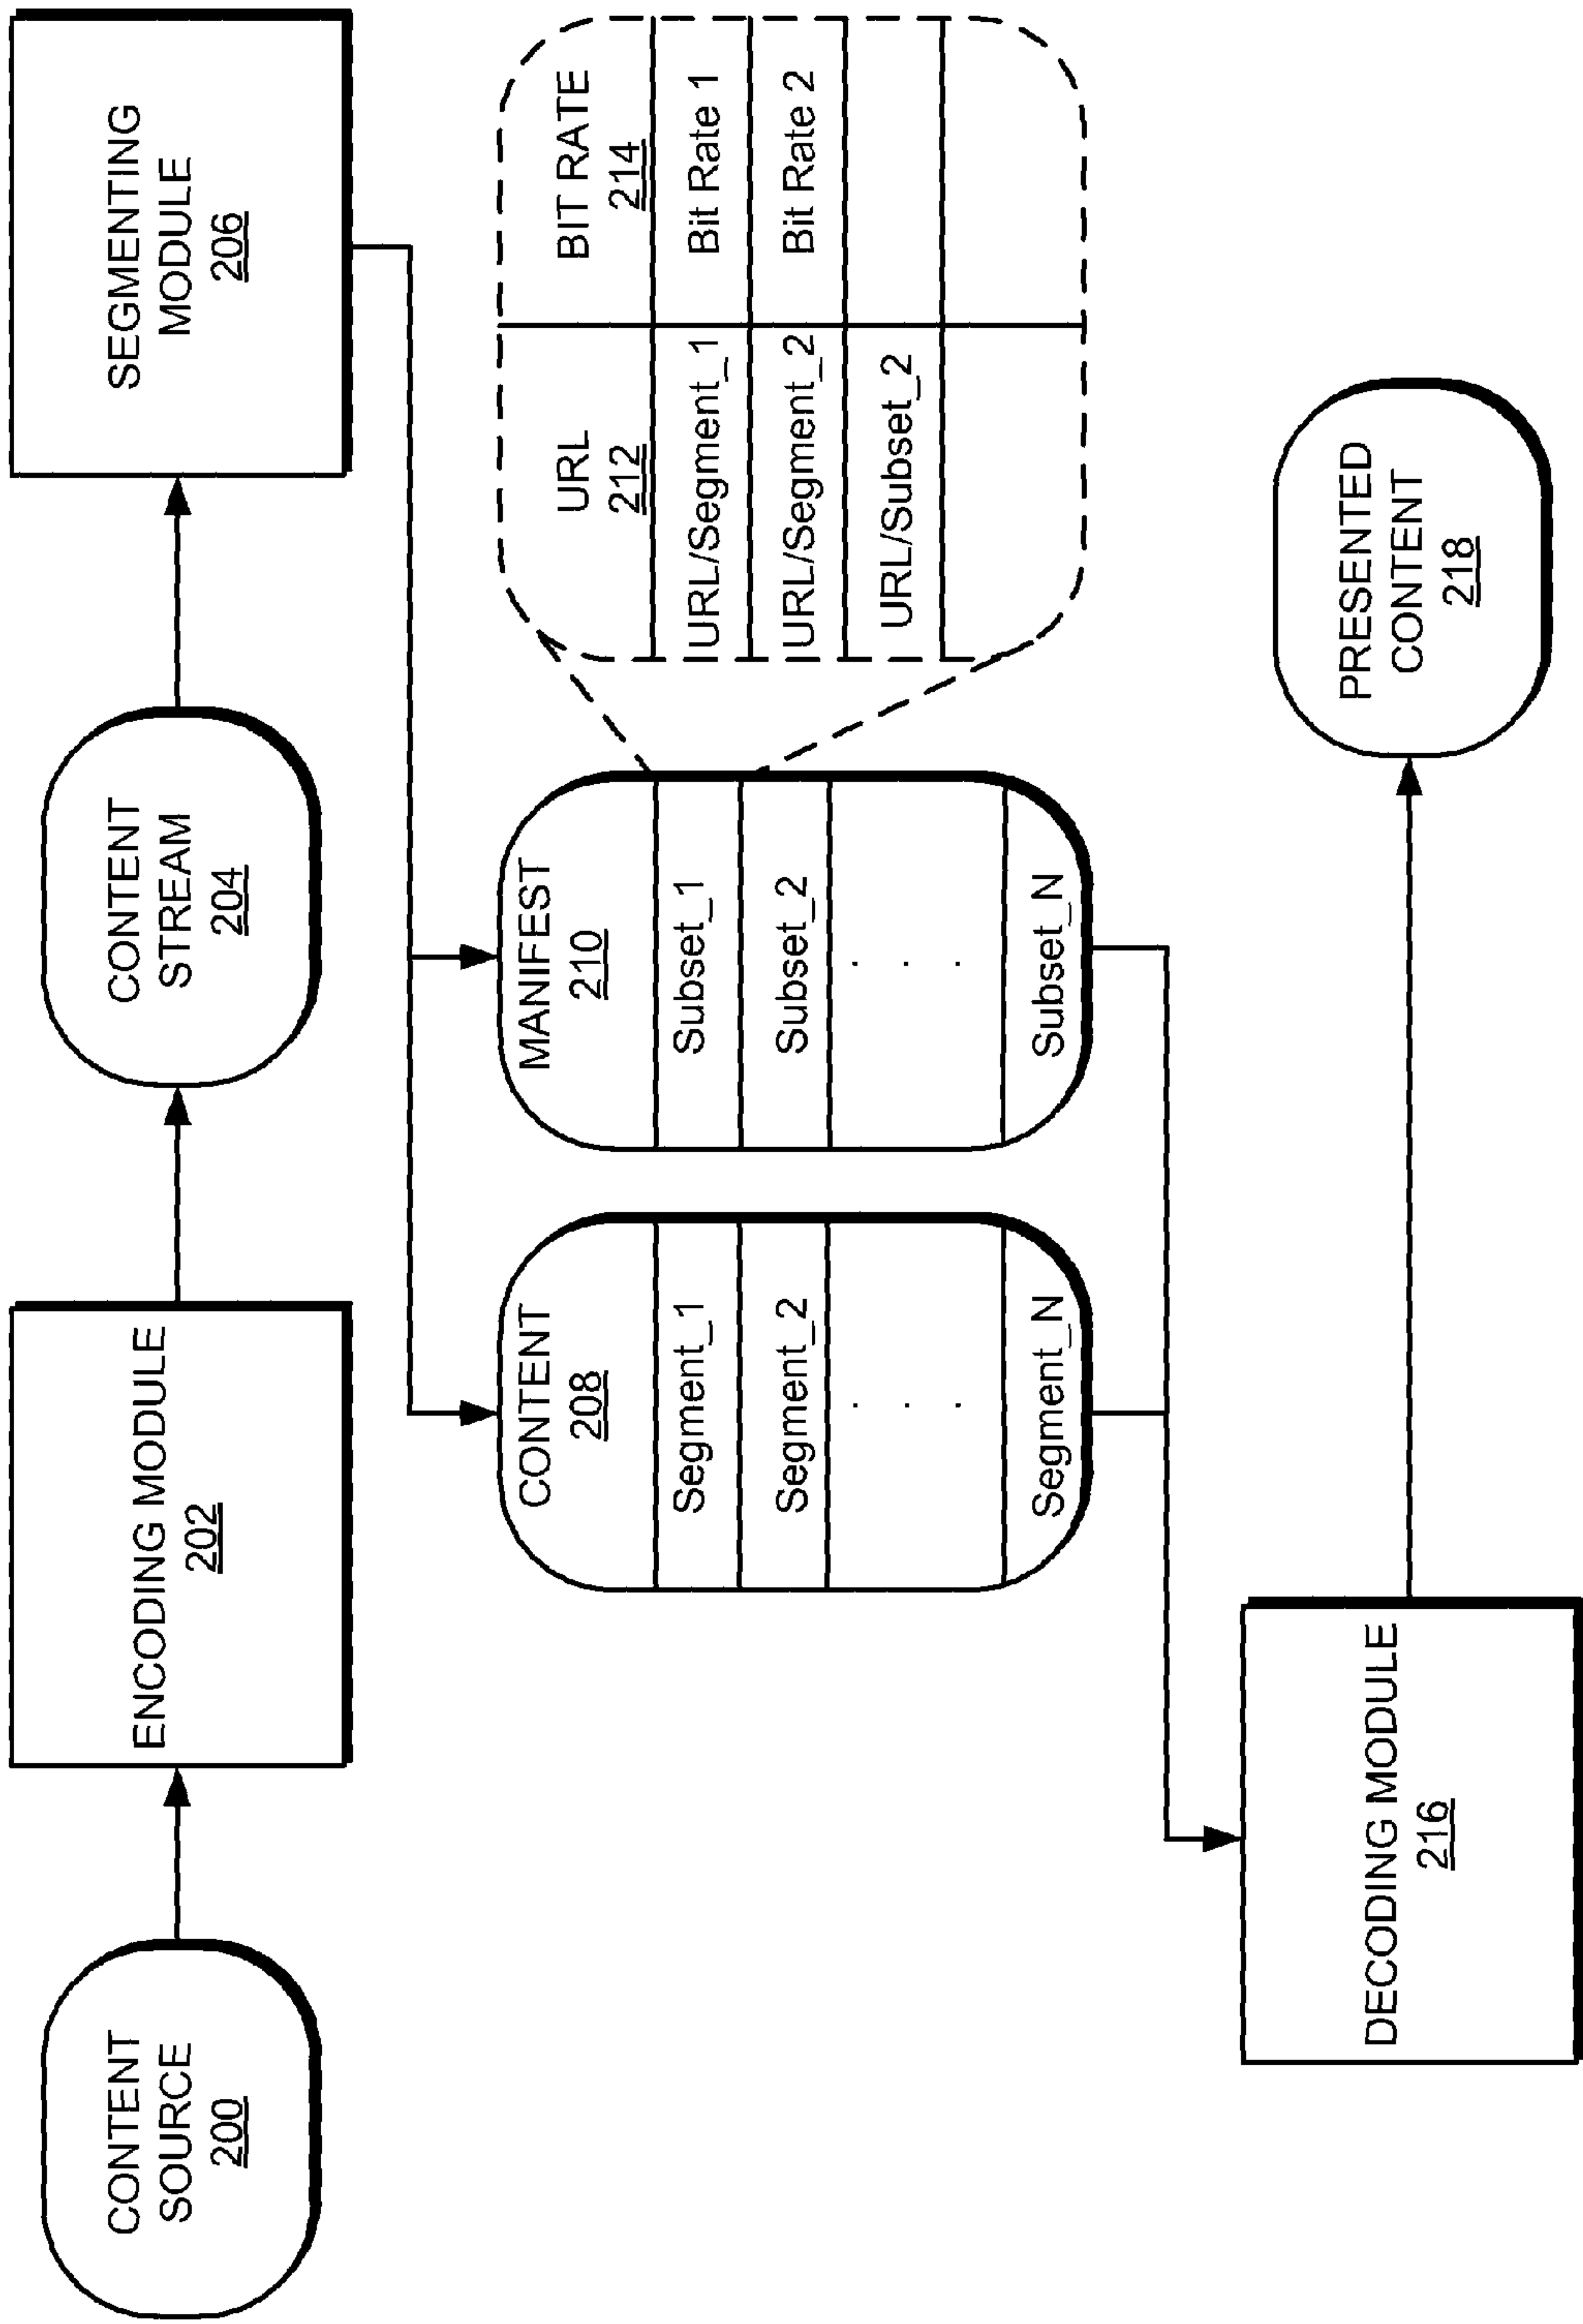 CONTENT
SOURCE
200
ENCODING MODULE
202
CONTENT
STREAM
204
SEGMENTING
MODULE
206
CONTENT
208
Segment_1
Segment_2
. . .
Segment_N
MANIFEST
210
Subset_1
Subset_2
. . .
Subset_N
URL
212
BIT RATE
214
URL/Segment_1
Bit Rate 1
URL/Segment_2
Bit Rate 2
URL/Subset_2
DECODING MODULE
216
PRESENTED
CONTENT
218